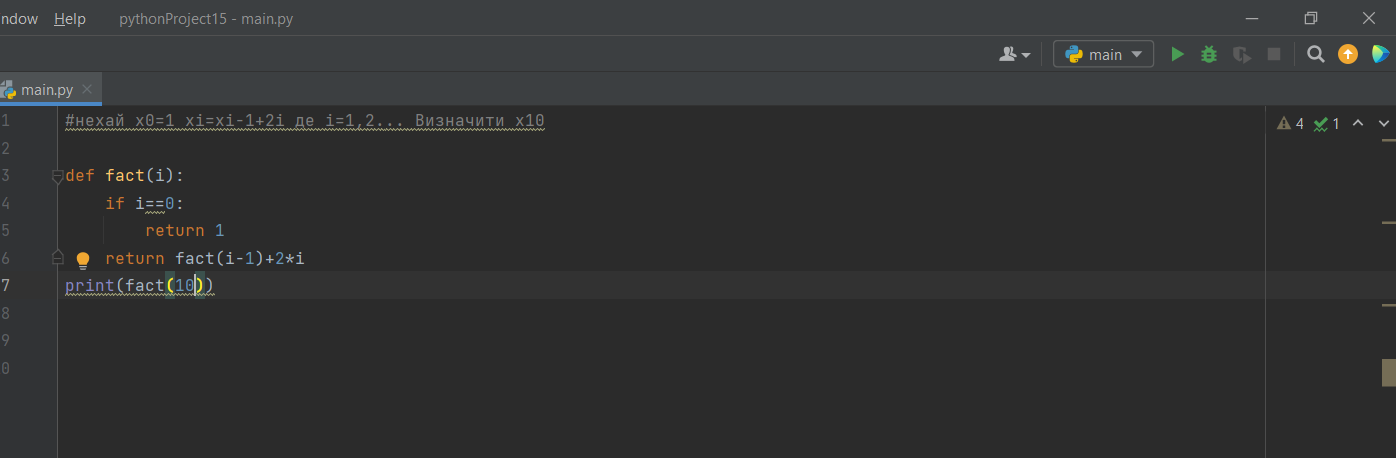 ndow Help pythonProject15 - main.py
main
main.py
4 1
1 #нехай x0=1 xi=xi-1+2i де i=1,2... Визначити x10
2
3 def fact(i):
4 if i==0:
5 return 1
6 return fact(i-1)+2*i
7 print(fact(10))
8
9
0